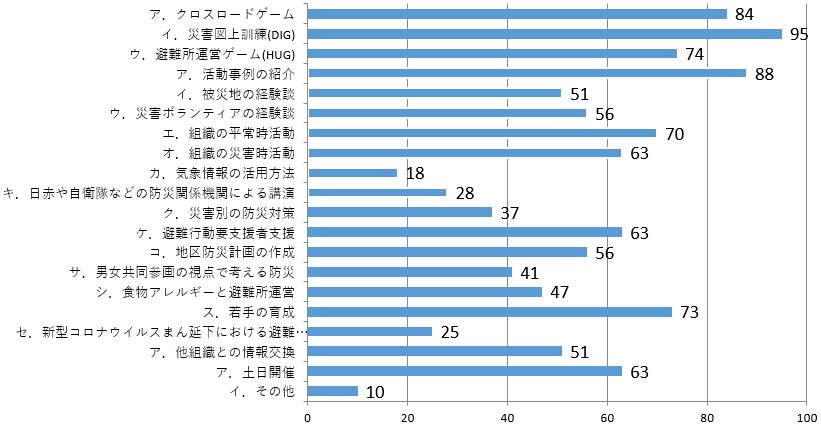 ア．クロスロードゲーム 84
イ．災害図上訓練(DIG) 95
ウ．避難所運営ゲーム(HUG) 74
ア．活動事例の紹介 88
イ．被災地の経験談 51
ウ．災害ボランティアの経験談 56
エ．組織の平常時活動 70
オ．組織の災害時活動 63
カ．気象情報の活用方法 18
キ．日赤や自衛隊などの防災関係機関による講演 28
ク．災害別の防災対策 37
ケ．避難行動要支援者支援 63
コ．地区防災計画の作成 56
サ．男女共同参画の視点で考える防災 41
シ．食物アレルギーと避難所運営 47
ス．若手の育成 73
セ．新型コロナウイルスまん延下における避難… 25
ア．他組織との情報交換 51
ア．土日開催 63
イ．その他 10
0 20 40 60 80 100